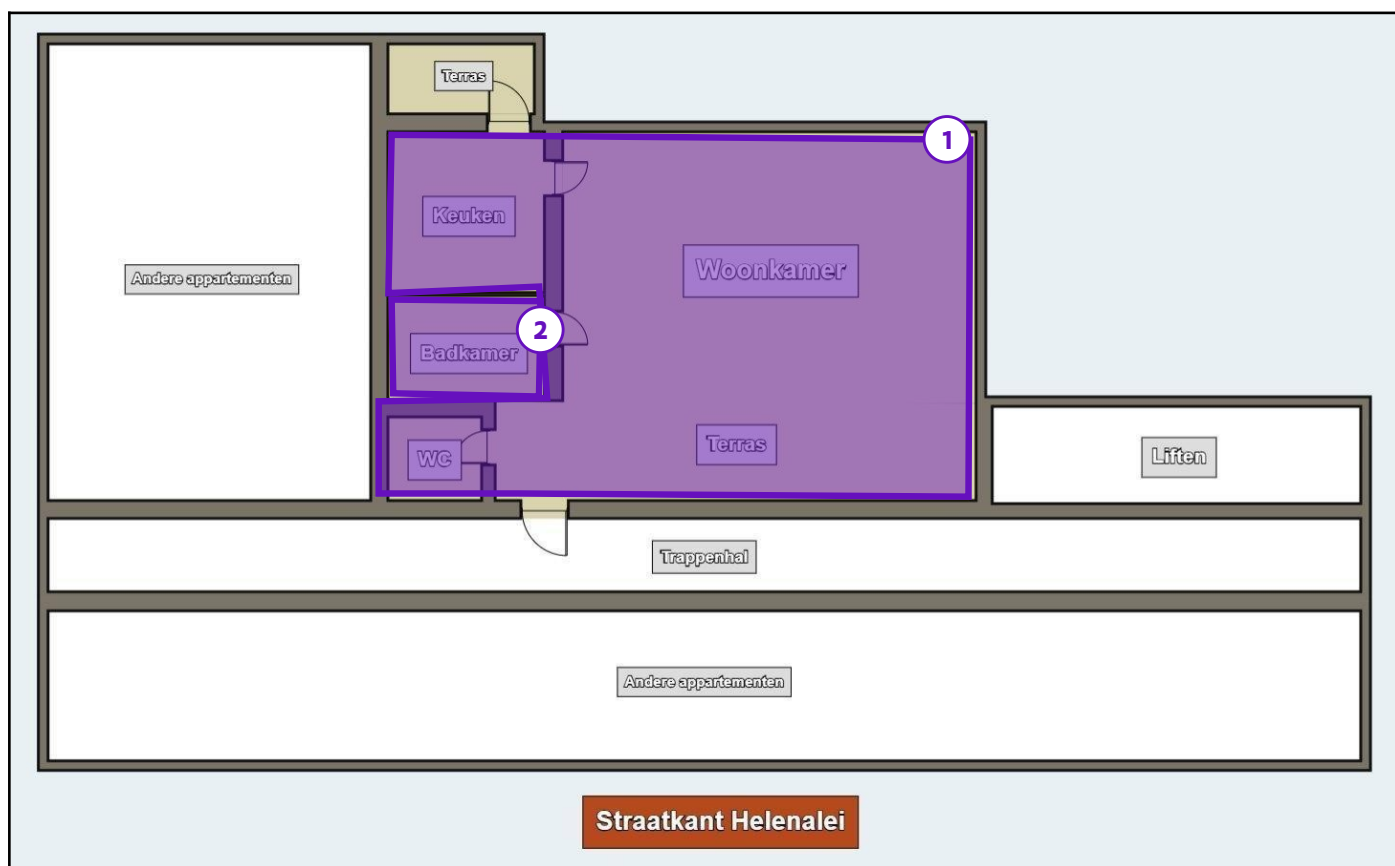 Terras
1
Keuken
Woonkamer
Andere appartementen
2
Badkamer
Terras
WC
Liften
Trappenhal
Andere appartementen
Straatkant Helenalei